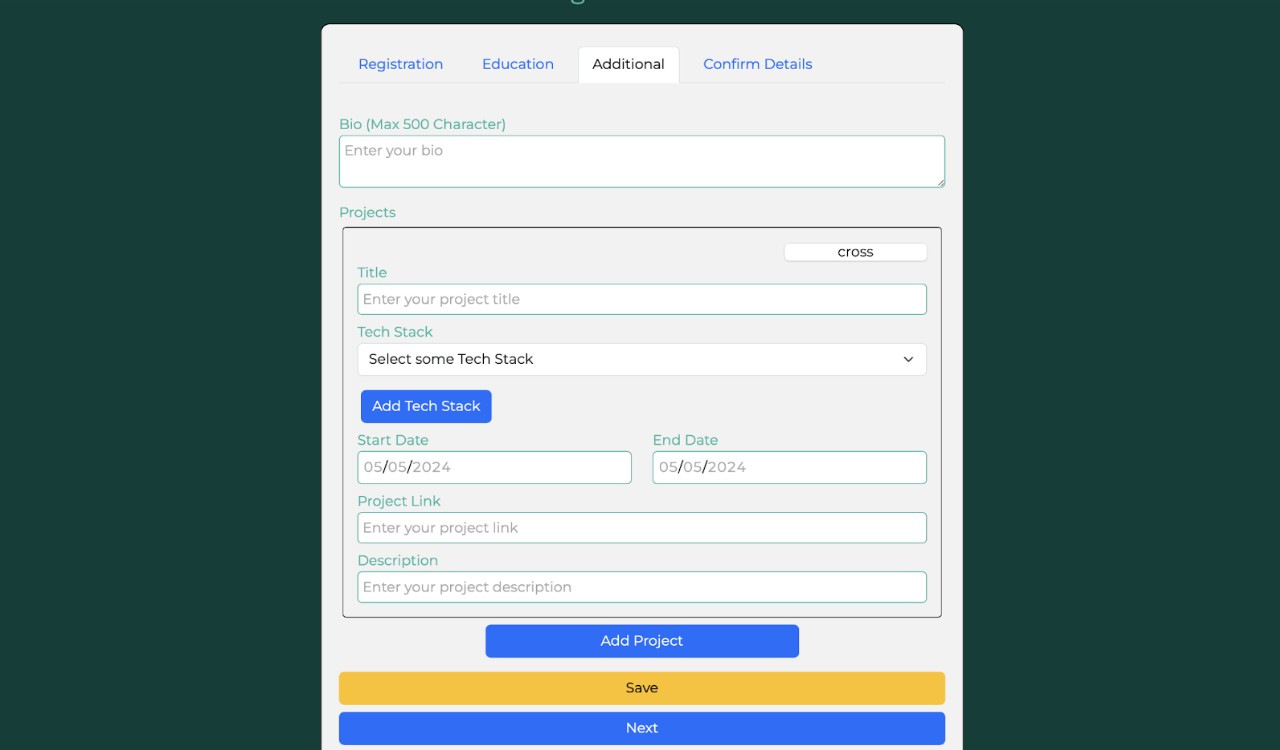 Registration Education Additional Confirm Details
Bio (Max 500 Character)
Enter your bio
Projects
cross
Title
Enter your project title
Tech Stack
Select some Tech Stack
Add Tech Stack
Start Date End Date
05/05/2024 05/05/2024
Project Link
Enter your project link
Description
Enter your project description
Add Project
Save
Next